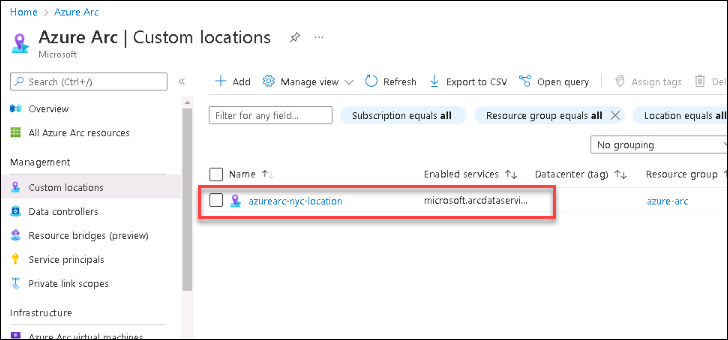 Home > Azure Arc >
Azure Arc | Custom locations
Microsoft
Search (Ctrl+/)
Overview
All Azure Arc resources
Management
Custom locations
Data controllers
Resource bridges (preview)
Service principals
Private link scopes
Infrastructure
Azure Arc virtual machines
Add Manage view Refresh Export to CSV Open query Assign tags Del
Filter for any field... Subscription equals all Resource group equals all Location equals all
No grouping
Name Enabled services Datacenter (tag) Resource group
azurearc-nyc-location microsoft.arcdataservi... azure-arc